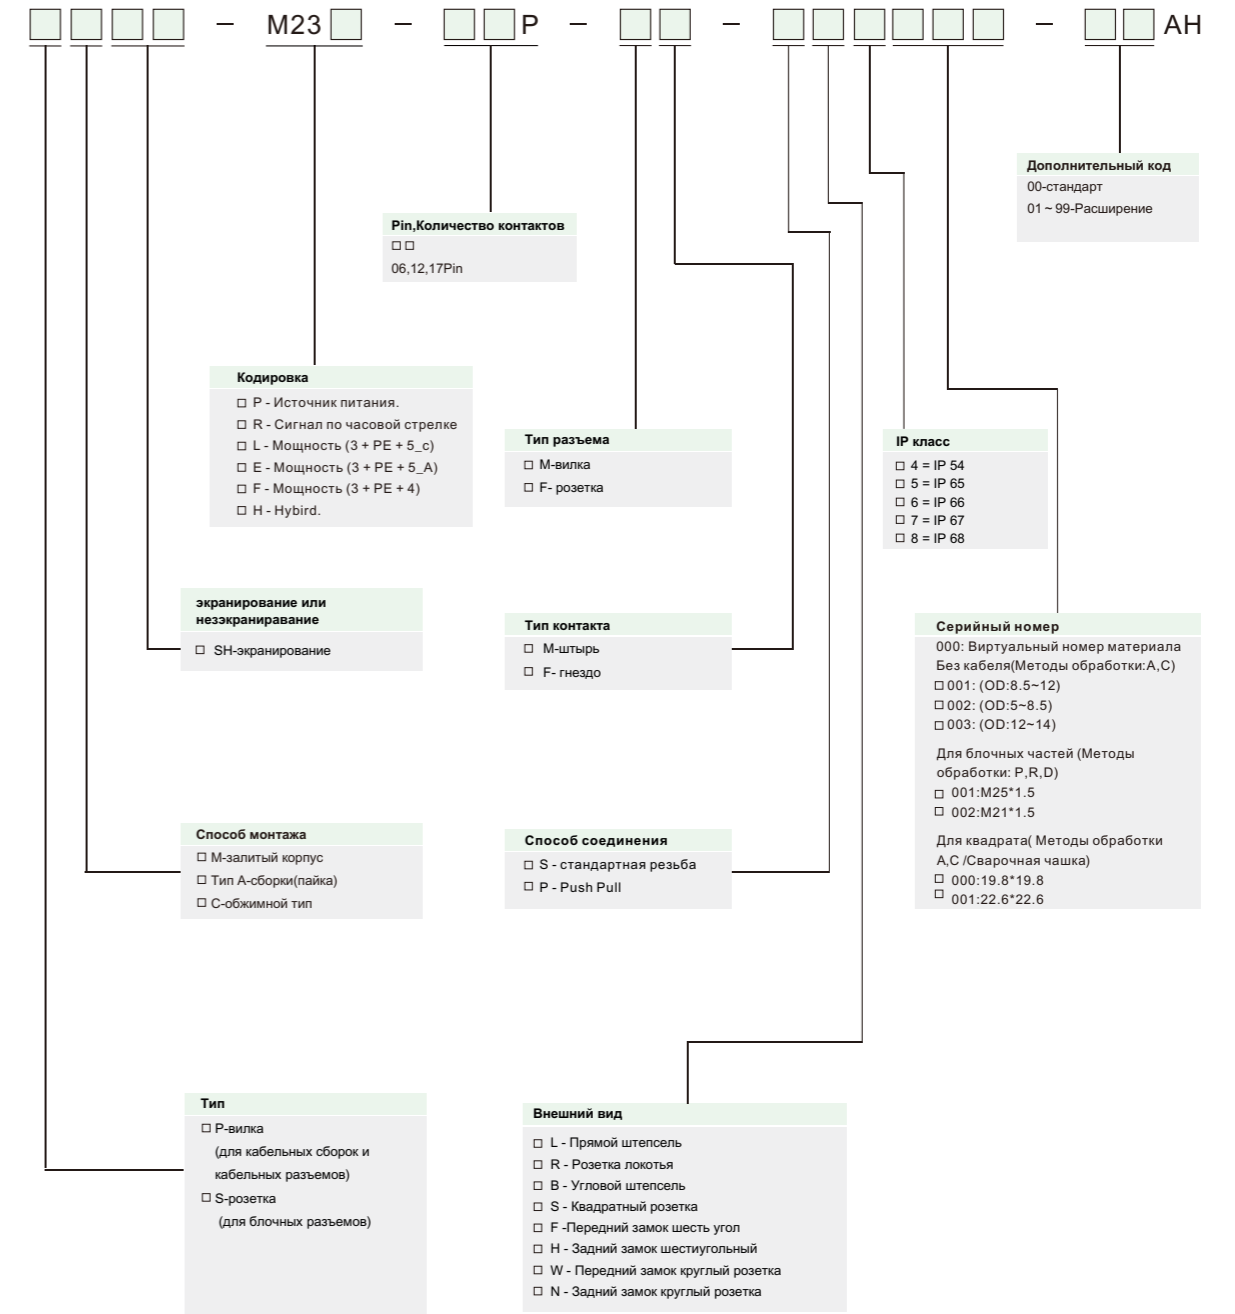 – M23 – P – – – AH
Дополнительный код
00-стандарт
01 ~ 99-Расширение
Pin,Количество контактов
□ □
06,12,17Pin
Кодировка
□ P - Источник питания.
□ R - Сигнал по часовой стрелке
□ L - Мощность (3 + PE + 5_c)
□ E - Мощность (3 + PE + 5_A)
□ F - Мощность (3 + PE + 4)
□ H - Hybird.
Тип разъема
□ М-вилка
□ F- розетка
IP класс
□ 4 = IP 54
□ 5 = IP 65
□ 6 = IP 66
□ 7 = IP 67
□ 8 = IP 68
экранирование или
незэкранираваниe
□ SH-экранирование
Тип контакта
□ М-штырь
□ F- гнездо
Серийный номер
000: Виртуальный номер материала
Без кабеля(Методы обработки:А,С)
□ 001: (OD:8.5~12)
□ 002: (OD:5~8.5)
□ 003: (OD:12~14)
Для блочных частей (Методы
обработки: P,R,D)
□ 001:M25*1.5
□ 002:M21*1.5
Для квадрата( Методы обработки
А,С /Сварочная чашка)
□ 000:19.8*19.8
□ 001:22.6*22.6
Способ монтажа
□ М-залитый корпус
□ Тип А-сборки(пайка)
□ С-обжимной тип
Способ соединения
□ S - стандартная резьба
□ P - Push Pull
Тип
□ Р-вилка
(для кабельных сборок и
кабельных разъемов)
□ S-розетка
(для блочных разъемов)
Внешний вид
□ L - Прямой штепсель
□ R - Розетка локотья
□ B - Угловой штепсель
□ S - Квадратный розетка
□ F -Передний замок шесть угол
□ H - Задний замок шестиугольный
□ W - Передний замок круглый розетка
□ N - Задний замок круглый розетка